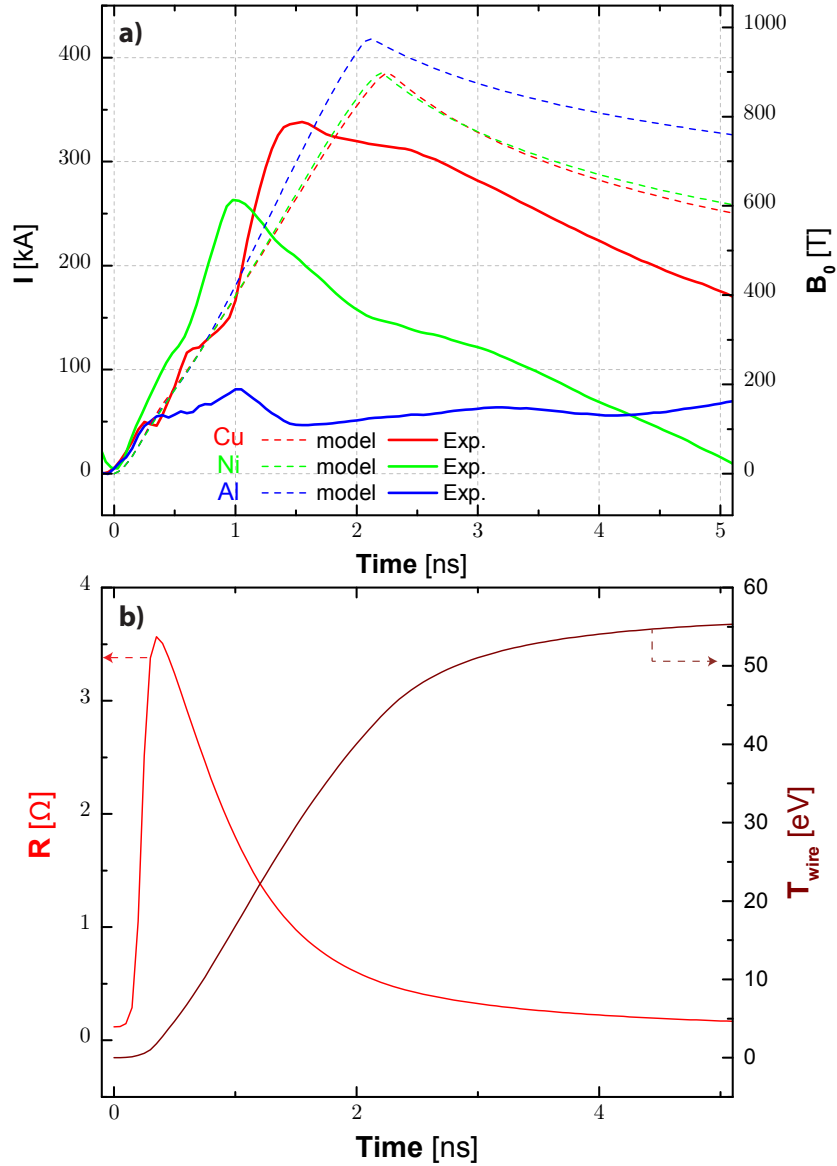 a)
400
300
200
100
0
I [kA]
1000
800
600
400
200
0
B₀ [T]
Cu model Exp.
Ni model Exp.
Al model Exp.
0 1 2 3 4 5
Time [ns]
b)
4
3
2
1
0
R [Ω]
60
50
40
30
20
10
0
T_wire [eV]
0 2 4
Time [ns]